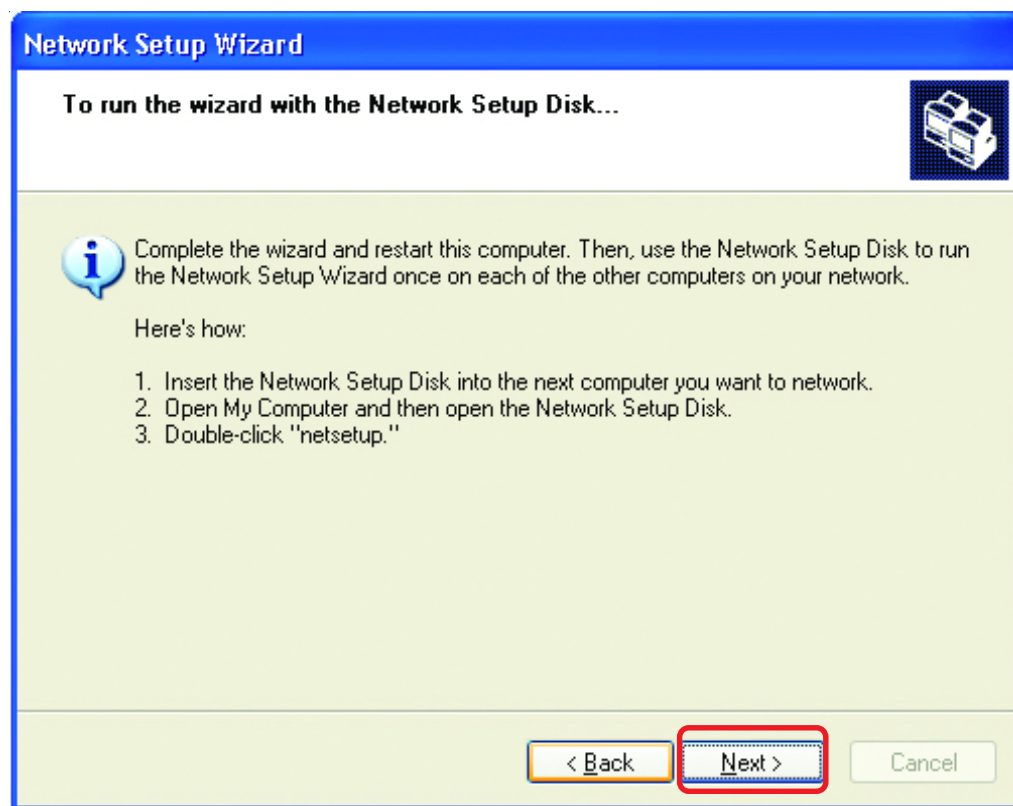 Network Setup Wizard
To run the wizard with the Network Setup Disk...
Complete the wizard and restart this computer. Then, use the Network Setup Disk to run
the Network Setup Wizard once on each of the other computers on your network.
Here's how:
1. Insert the Network Setup Disk into the next computer you want to network.
2. Open My Computer and then open the Network Setup Disk.
3. Double-click "netsetup."
< Back
Next >
Cancel